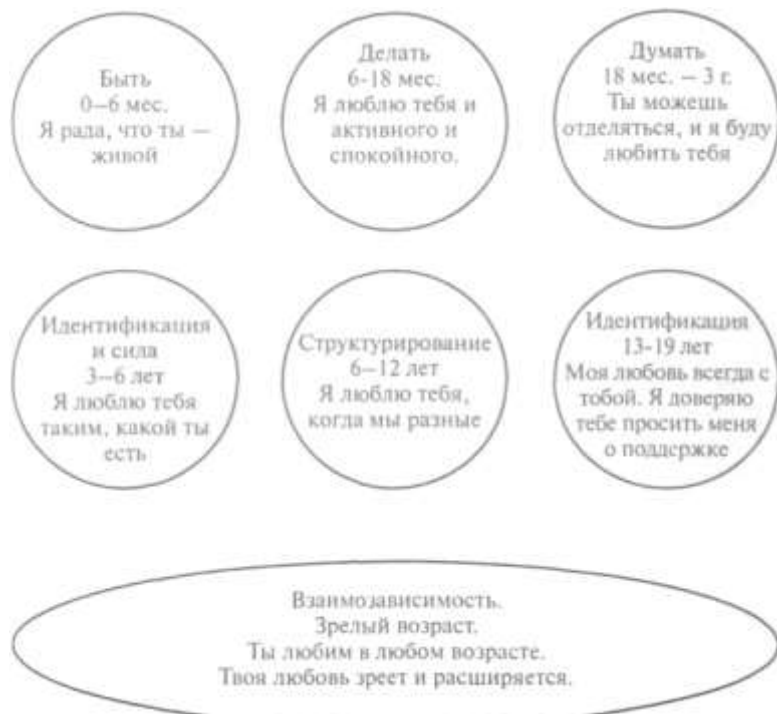 Быть
0–6 мес.
Я рада, что ты —
живой
Делать
6-18 мес.
Я люблю тебя и
активного и
спокойного.
Думать
18 мес. – 3 г.
Ты можешь
отделяться, и я буду
любить тебя
Идентификация
и сила
3–6 лет
Я люблю тебя
таким, какой ты
есть
Структурирование
6–12 лет
Я люблю тебя,
когда мы разные
Идентификация
13-19 лет
Моя любовь всегда с
тобой. Я доверяю
тебе просить меня
о поддержке
Взаимозависимость.
Зрелый возраст.
Ты любим в любом возрасте.
Твоя любовь зреет и расширяется.